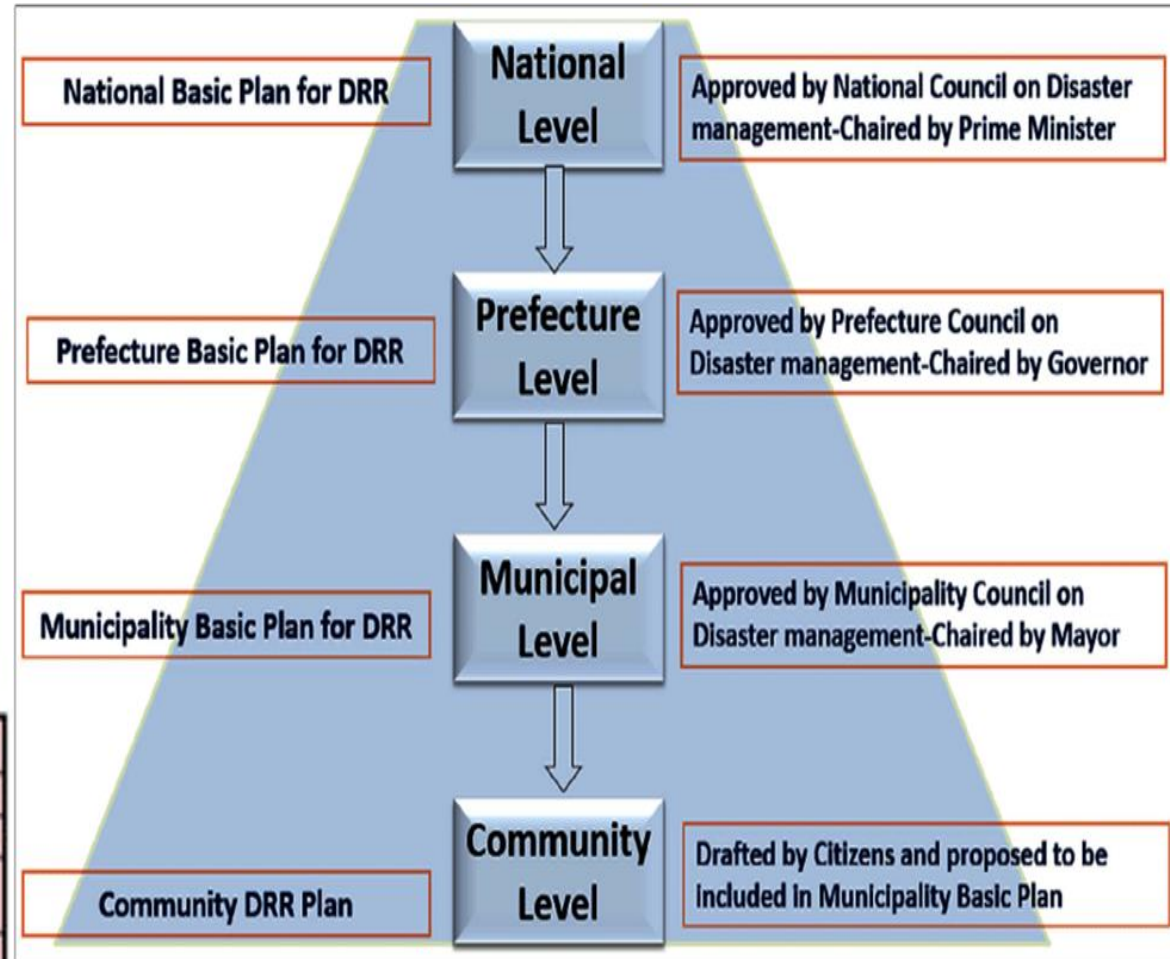 National Basic Plan for DRR
National
Level
Approved by National Council on Disaster
management-Chaired by Prime Minister
Prefecture Basic Plan for DRR
Prefecture
Level
Approved by Prefecture Council on
Disaster management-Chaired by Governor
Municipality Basic Plan for DRR
Municipal
Level
Approved by Municipality Council on
Disaster management-Chaired by Mayor
Community DRR Plan
Community
Level
Drafted by Citizens and proposed to be
included in Municipality Basic Plan